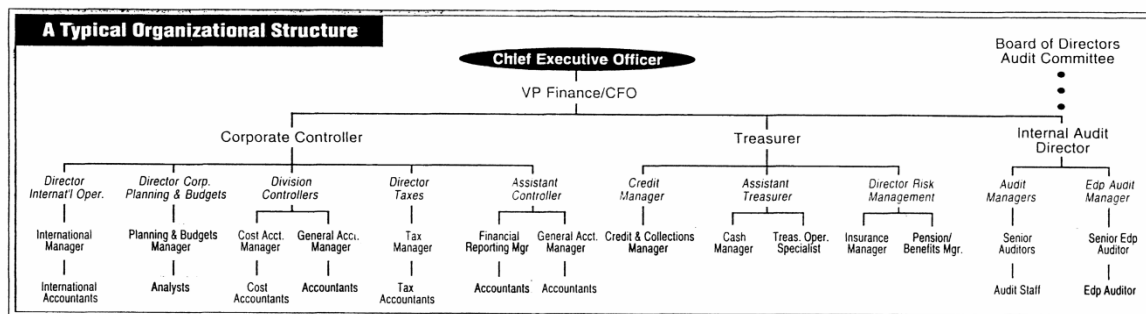 A Typical Organizational Structure
Chief Executive Officer
Board of Directors
Audit Committee
VP Finance/CFO
Corporate Controller
Treasurer
Internal Audit
Director
Director
Internat'l Oper.
Director Corp.
Planning & Budgets
Division
Controllers
Director
Taxes
Assistant
Controller
Credit
Manager
Assistant
Treasurer
Director Risk
Management
Audit
Managers
Edp Audit
Manager
International
Manager
Planning & Budgets
Manager
Cost Acct.
Manager
General Acct.
Manager
Tax
Manager
Financial
Reporting Mgr
General Acct.
Manager
Credit & Collections
Manager
Cash
Manager
Treas. Oper.
Specialist
Insurance
Manager
Pension/
Benefits Mgr.
Senior
Auditors
Senior Edp
Auditor
International
Accountants
Analysts
Cost
Accountants
Accountants
Tax
Accountants
Accountants
Accountants
Audit Staff
Edp Auditor